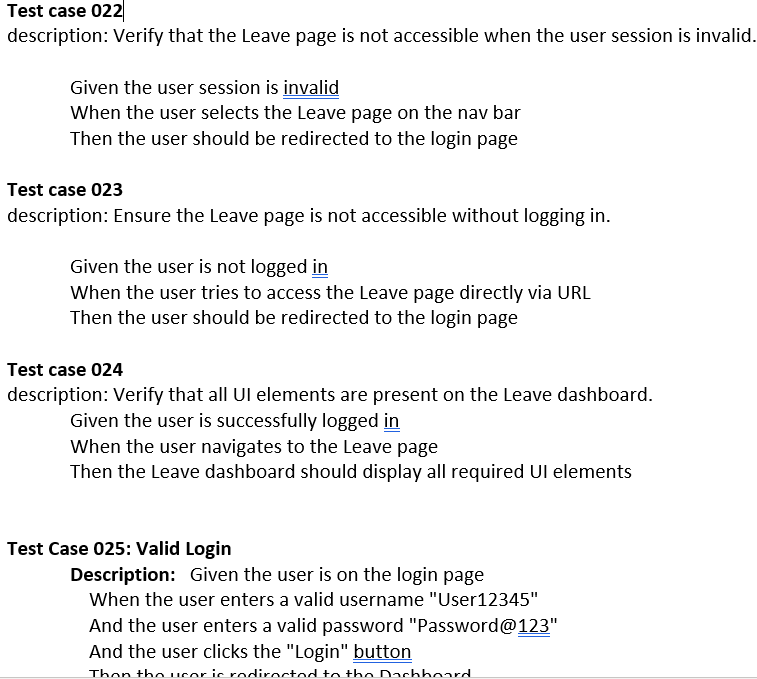 Test case 022
description: Verify that the Leave page is not accessible when the user session is invalid.
Given the user session is invalid
When the user selects the Leave page on the nav bar
Then the user should be redirected to the login page
Test case 023
description: Ensure the Leave page is not accessible without logging in.
Given the user is not logged in
When the user tries to access the Leave page directly via URL
Then the user should be redirected to the login page
Test case 024
description: Verify that all UI elements are present on the Leave dashboard.
Given the user is successfully logged in
When the user navigates to the Leave page
Then the Leave dashboard should display all required UI elements
Test Case 025: Valid Login
Description: Given the user is on the login page
When the user enters a valid username "User12345"
And the user enters a valid password "Password@123"
And the user clicks the "Login" button
Then the user is redirected to the Dashboard